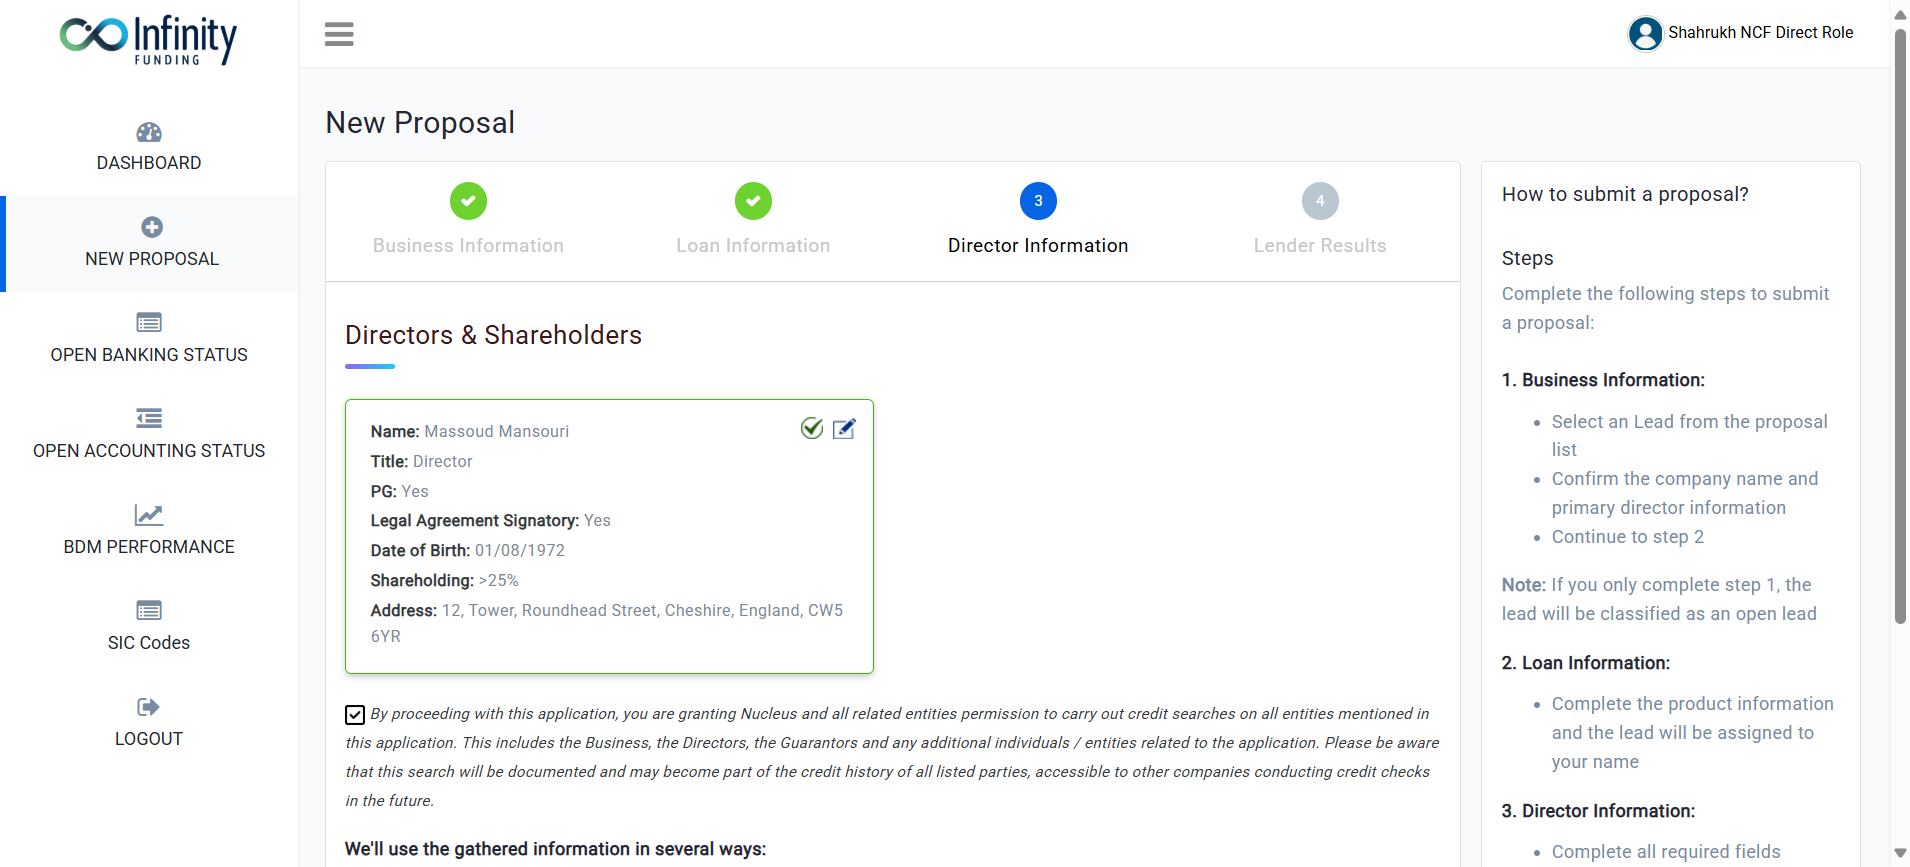 Infinity
FUNDING
Shahrukh NCF Direct Role
DASHBOARD
NEW PROPOSAL
OPEN BANKING STATUS
OPEN ACCOUNTING STATUS
BDM PERFORMANCE
SIC Codes
LOGOUT
New Proposal
Business Information
Loan Information
3
Director Information
4
Lender Results
Directors & Shareholders
Name: Massoud Mansouri
Title: Director
PG: Yes
Legal Agreement Signatory: Yes
Date of Birth: 01/08/1972
Shareholding: >25%
Address: 12, Tower, Roundhead Street, Cheshire, England, CW5
6YR
By proceeding with this application, you are granting Nucleus and all related entities permission to carry out credit searches on all entities mentioned in
this application. This includes the Business, the Directors, the Guarantors and any additional individuals / entities related to the application. Please be aware
that this search will be documented and may become part of the credit history of all listed parties, accessible to other companies conducting credit checks
in the future.
We'll use the gathered information in several ways:
How to submit a proposal?
Steps
Complete the following steps to submit
a proposal:
1. Business Information:
• Select an Lead from the proposal
list
• Confirm the company name and
primary director information
• Continue to step 2
Note: If you only complete step 1, the
lead will be classified as an open lead
2. Loan Information:
• Complete the product information
and the lead will be assigned to
your name
3. Director Information:
• Complete all required fields